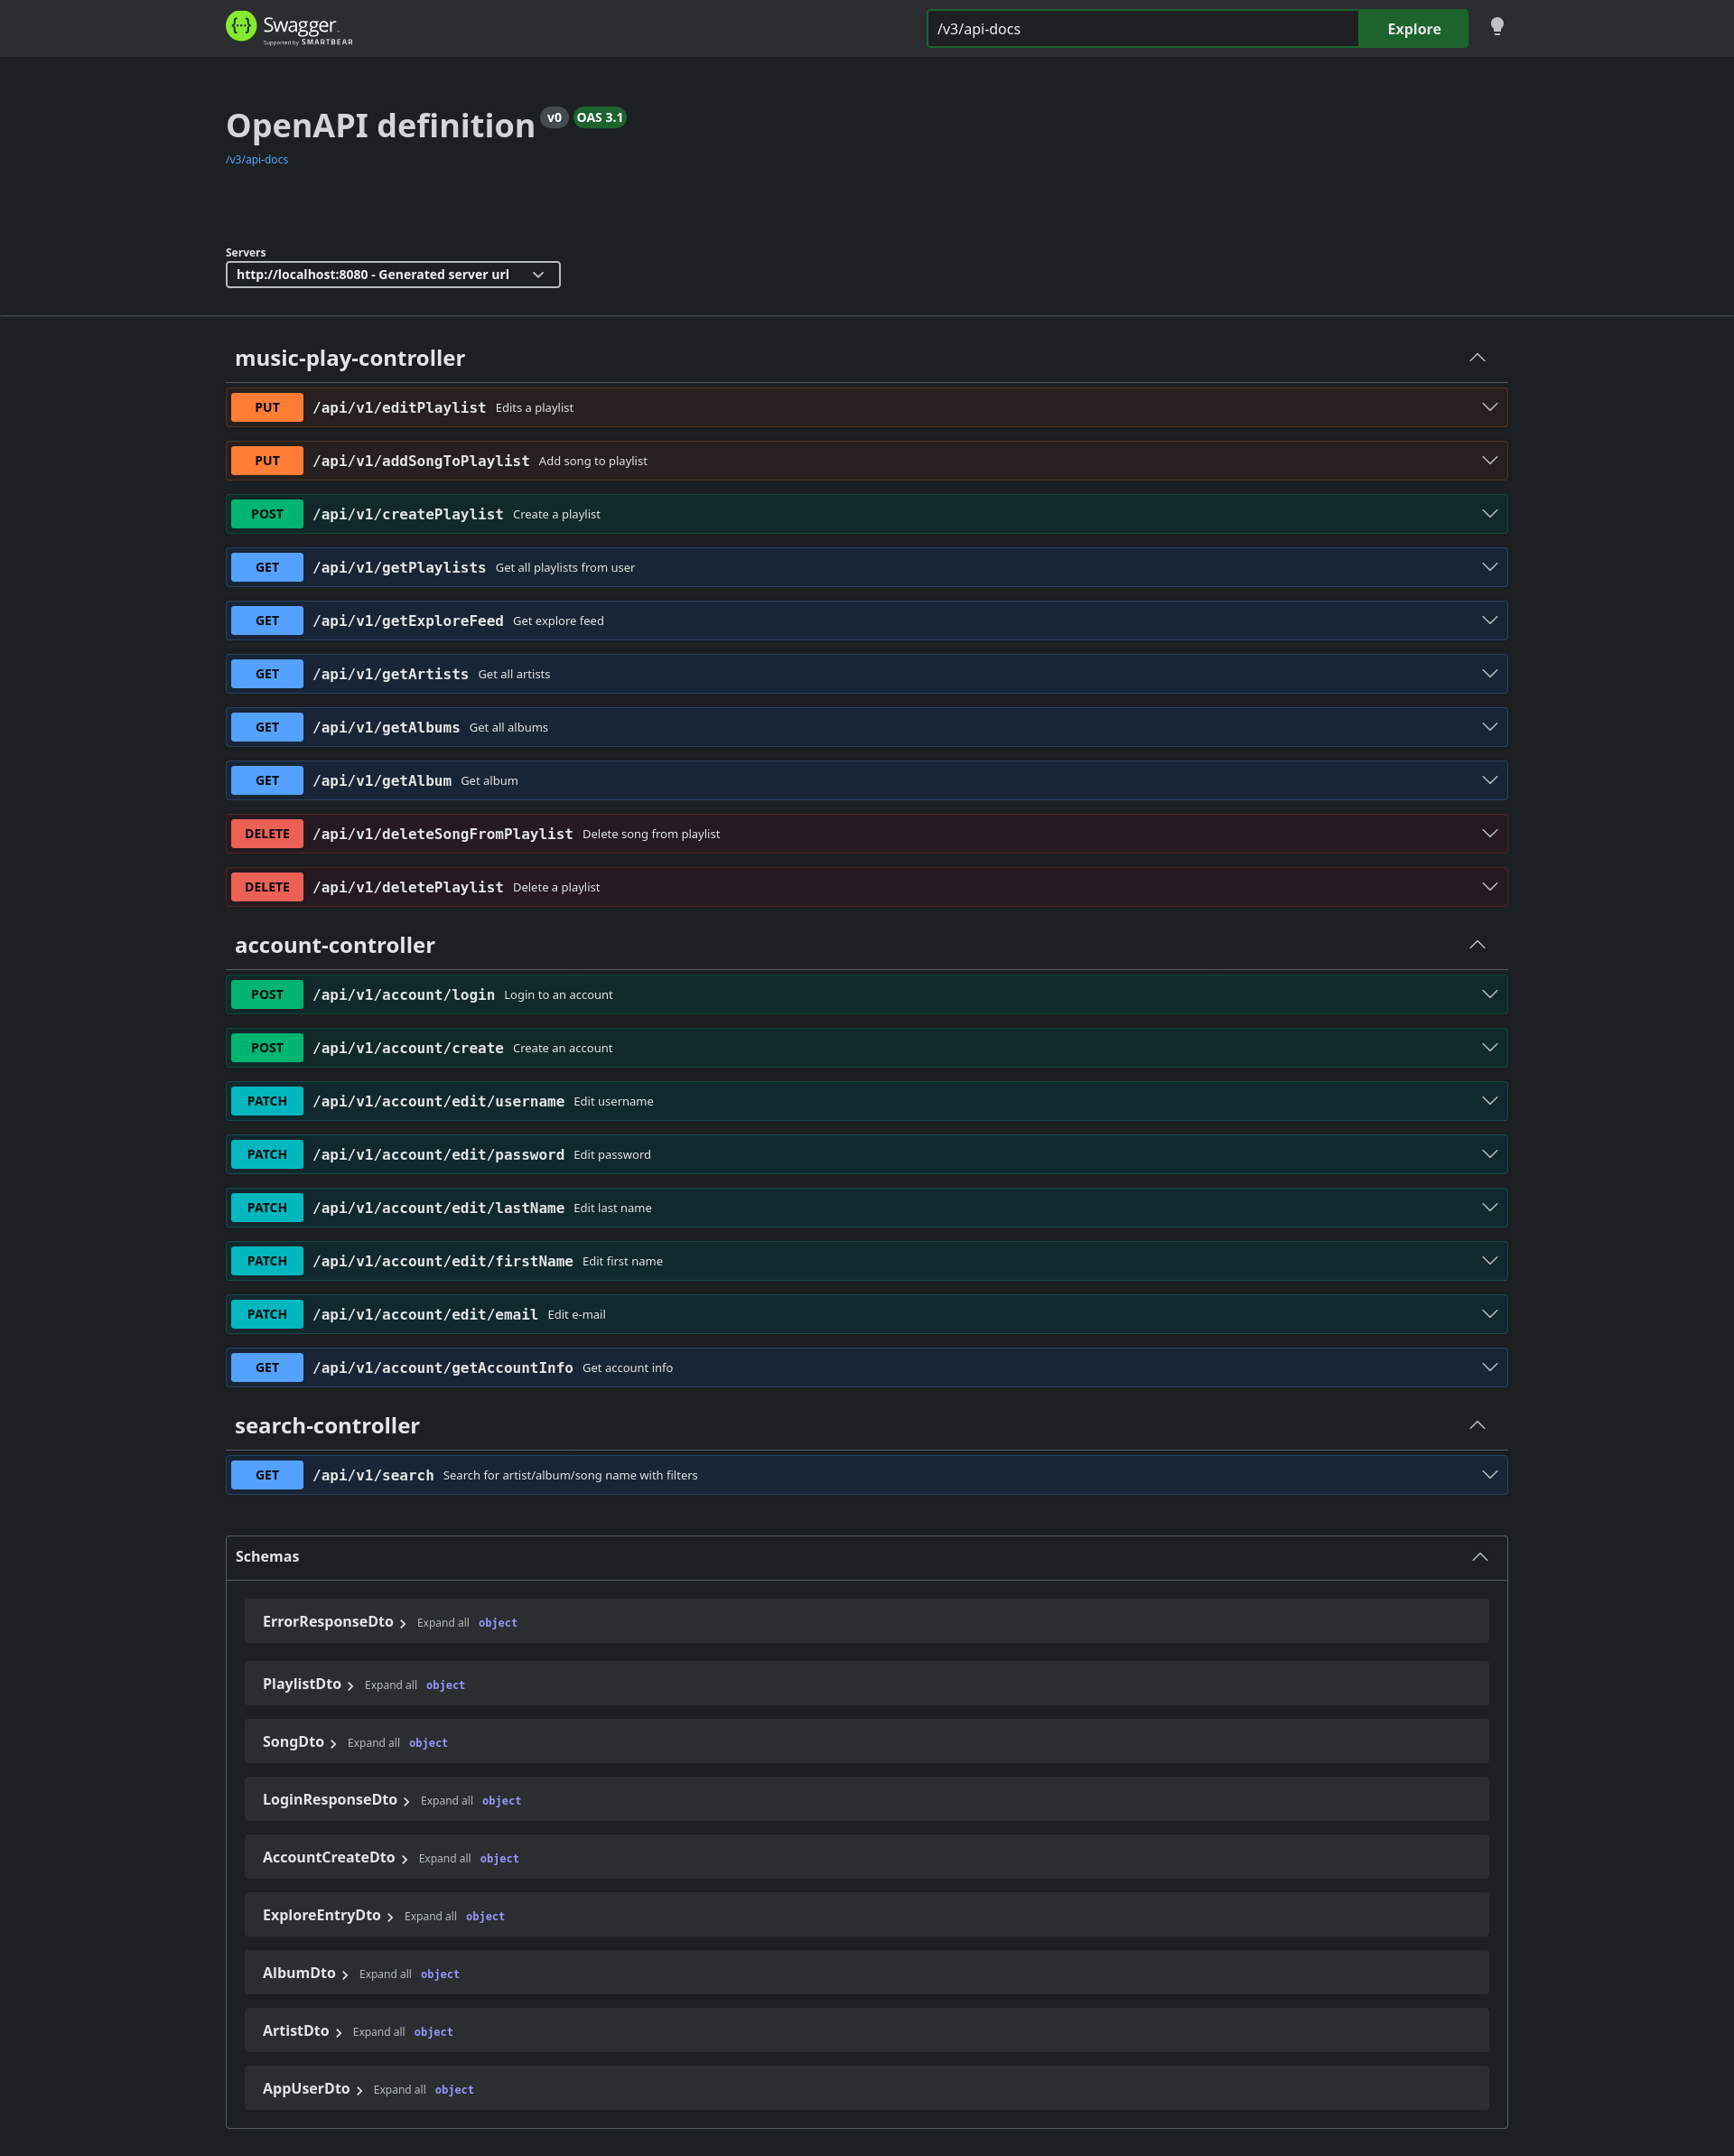 Swagger.
Supported by SMARTBEAR
/v3/api-docs
Explore
OpenAPI definition v0 OAS 3.1
/v3/api-docs
Servers
http://localhost:8080 - Generated server url
music-play-controller
PUT /api/v1/editPlaylist Edits a playlist
PUT /api/v1/addSongToPlaylist Add song to playlist
POST /api/v1/createPlaylist Create a playlist
GET /api/v1/getPlaylists Get all playlists from user
GET /api/v1/getExploreFeed Get explore feed
GET /api/v1/getArtists Get all artists
GET /api/v1/getAlbums Get all albums
GET /api/v1/getAlbum Get album
DELETE /api/v1/deleteSongFromPlaylist Delete song from playlist
DELETE /api/v1/deletePlaylist Delete a playlist
account-controller
POST /api/v1/account/login Login to an account
POST /api/v1/account/create Create an account
PATCH /api/v1/account/edit/username Edit username
PATCH /api/v1/account/edit/password Edit password
PATCH /api/v1/account/edit/lastName Edit last name
PATCH /api/v1/account/edit/firstName Edit first name
PATCH /api/v1/account/edit/email Edit e-mail
GET /api/v1/account/getAccountInfo Get account info
search-controller
GET /api/v1/search Search for artist/album/song name with filters
Schemas
ErrorResponseDto Expand all object
PlaylistDto Expand all object
SongDto Expand all object
LoginResponseDto Expand all object
AccountCreateDto Expand all object
ExploreEntryDto Expand all object
AlbumDto Expand all object
ArtistDto Expand all object
AppUserDto Expand all object